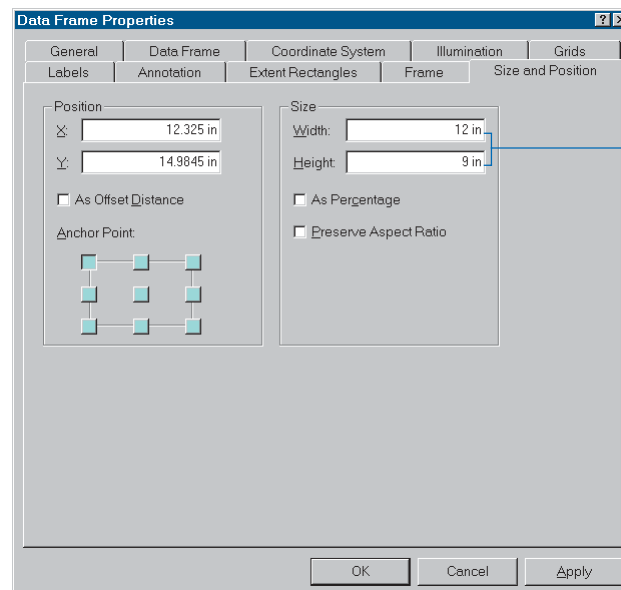 Data Frame Properties
General Data Frame Coordinate System Illumination Grids
Labels Annotation Extent Rectangles Frame Size and Position
Position
X: 12.325 in
Y: 14.9845 in
As Offset Distance
Anchor Point:
Size
Width: 12 in
Height: 9 in
As Percentage
Preserve Aspect Ratio
OK Cancel Apply